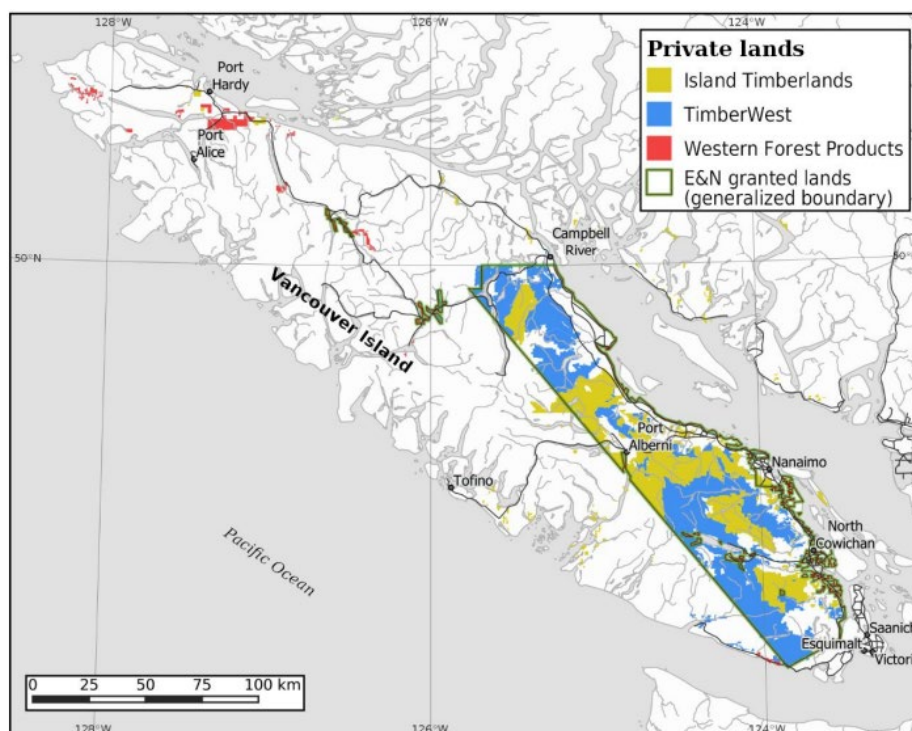 128°W
126°W
124°W
Private lands
Island Timberlands
TimberWest
Western Forest Products
E&N granted lands
(generalized boundary)
Port
Hardy
Port
Alice
Campbell
River
50°N
50°
Vancouver Island
Port
Alberni
Nanaimo
Tofino
North
Cowichan
Pacific Ocean
Saanich
Esquimalt
Victori
0 25 50 75 100 km
128°W
126°W
124°W